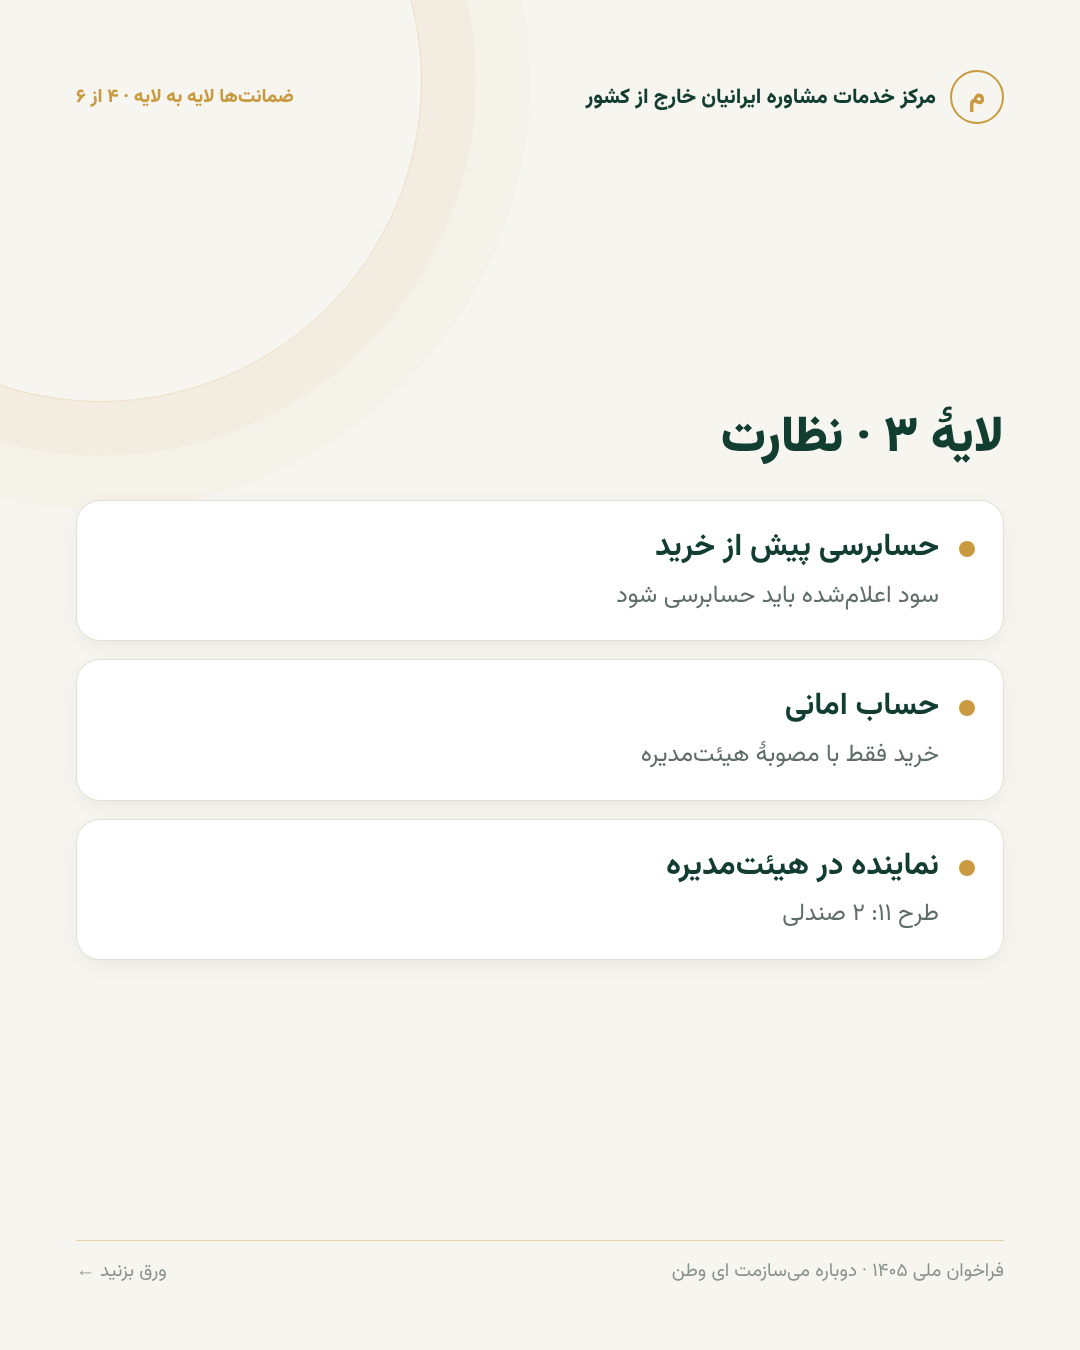 م
مرکز خدمات مشاوره ایرانیان خارج از کشور
ضمانت‌ها لایه به لایه · ۴ از ۶
لایهٔ ۳ · نظارت
حسابرسی پیش از خرید
سود اعلام‌شده باید حسابرسی شود
حساب امانی
خرید فقط با مصوبهٔ هیئت‌مدیره
نماینده در هیئت‌مدیره
طرح ۱۱: ۲ صندلی
فراخوان ملی ۱۴۰۵ · دوباره می‌سازمت ای وطن
ورق بزنید ←